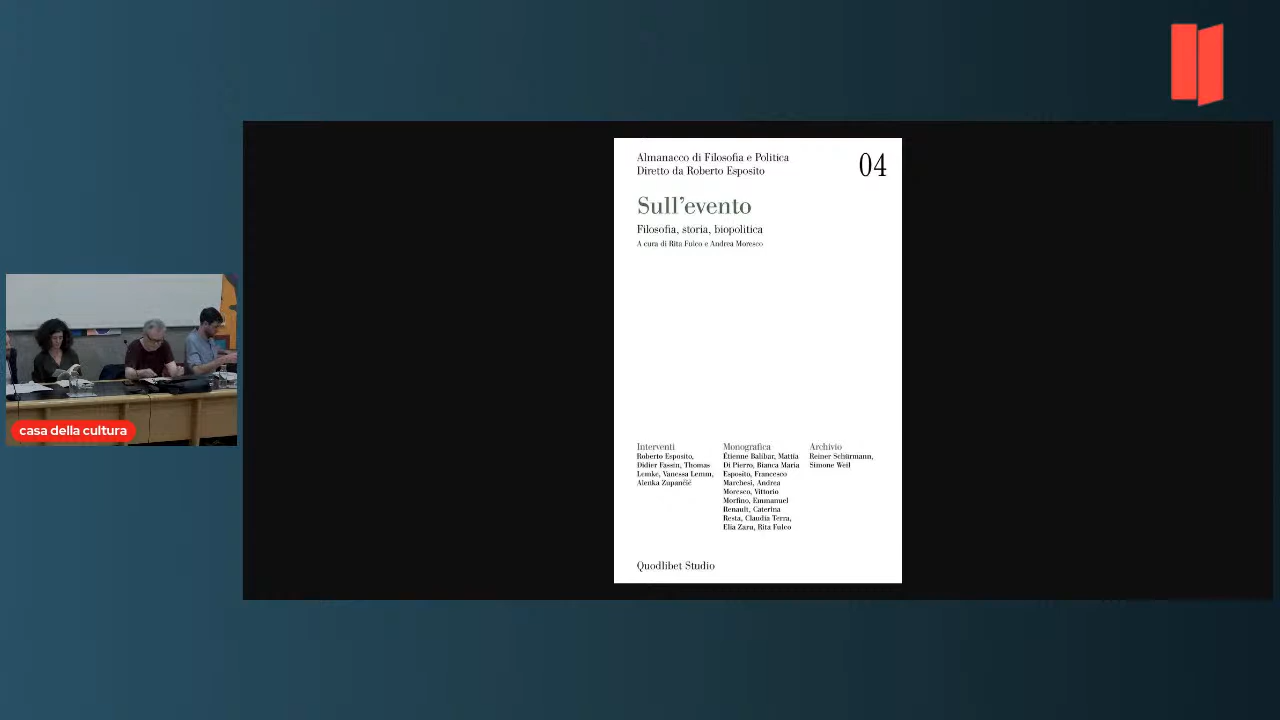 Almanacco di Filosofia e Politica
Diretto da Roberto Esposito
04
Sull'evento
Filosofia, storia, biopolitica
A cura di Rita Fulco e Andrea Moresco
Interventi
Roberto Esposito,
Didier Fassin, Thomas
Lemke, Vanessa Lemm,
Alenka Zupančič
Monografica
Étienne Balibar, Mattia
Di Pierro, Bianca Maria
Esposito, Francesco
Marchesi, Andrea
Moresco, Vittorio
Morfino, Emmanuel
Renault, Caterina
Resta, Claudia Terra,
Elia Zaru, Rita Fulco
Archivio
Reiner Schürmann,
Simone Weil
Quodlibet Studio
casa della cultura